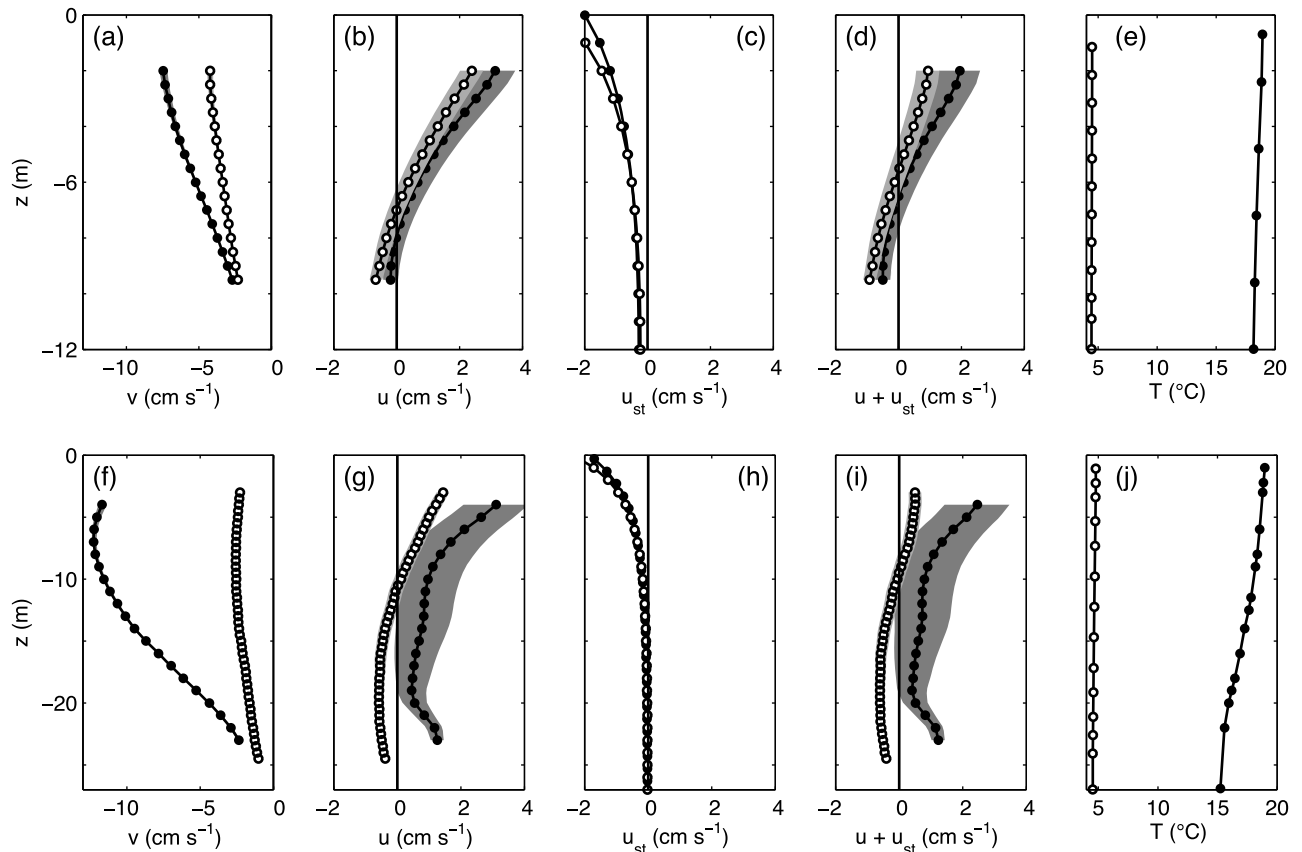 (a) (b) (c) (d) (e)
0
−6
−12
z (m)
−10 −5 0
−2 0 2 4
−2 0 2 4
−2 0 2 4
5 10 15 20
v (cm s⁻¹) u (cm s⁻¹) u_st (cm s⁻¹) u + u_st (cm s⁻¹) T (°C)
(f) (g) (h) (i) (j)
0
−10
−20
z (m)
−10 −5 0
−2 0 2 4
−2 0 2 4
−2 0 2 4
5 10 15 20
v (cm s⁻¹) u (cm s⁻¹) u_st (cm s⁻¹) u + u_st (cm s⁻¹) T (°C)